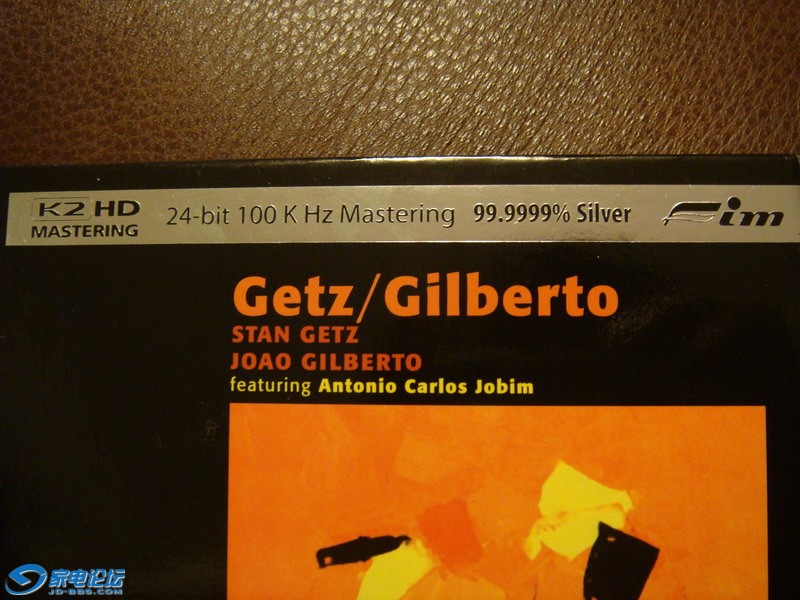 K2 HD MASTERING
24-bit 100 K Hz Mastering 99.9999% Silver Fim
Getz/Gilberto
STAN GETZ
JOAO GILBERTO
featuring Antonio Carlos Jobim
家电论坛
JD-BBS.COM